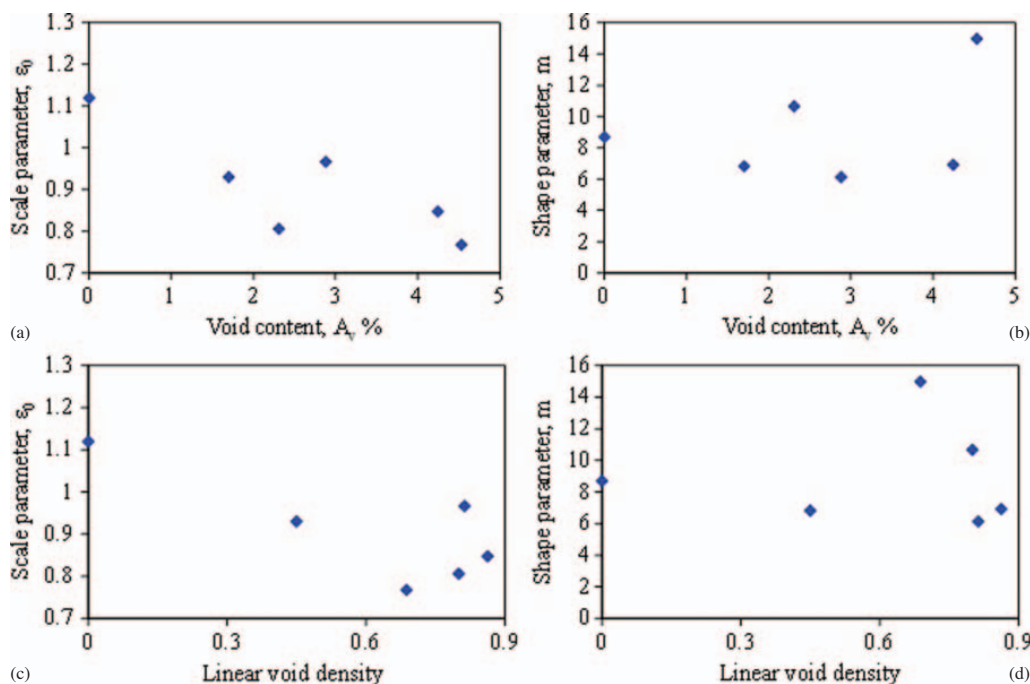 1.3
1.2
1.1
1
0.9
0.8
0.7
Scale parameter, ε₀
0 1 2 3 4 5
Void content, Aᵥ %
(a)
16
14
12
10
8
6
4
2
0
Shape parameter, m
0 1 2 3 4 5
Void content, Aᵥ %
(b)
1.3
1.2
1.1
1
0.9
0.8
0.7
Scale parameter, ε₀
0 0.3 0.6 0.9
Linear void density
(c)
16
14
12
10
8
6
4
2
0
Shape parameter, m
0 0.3 0.6 0.9
Linear void density
(d)